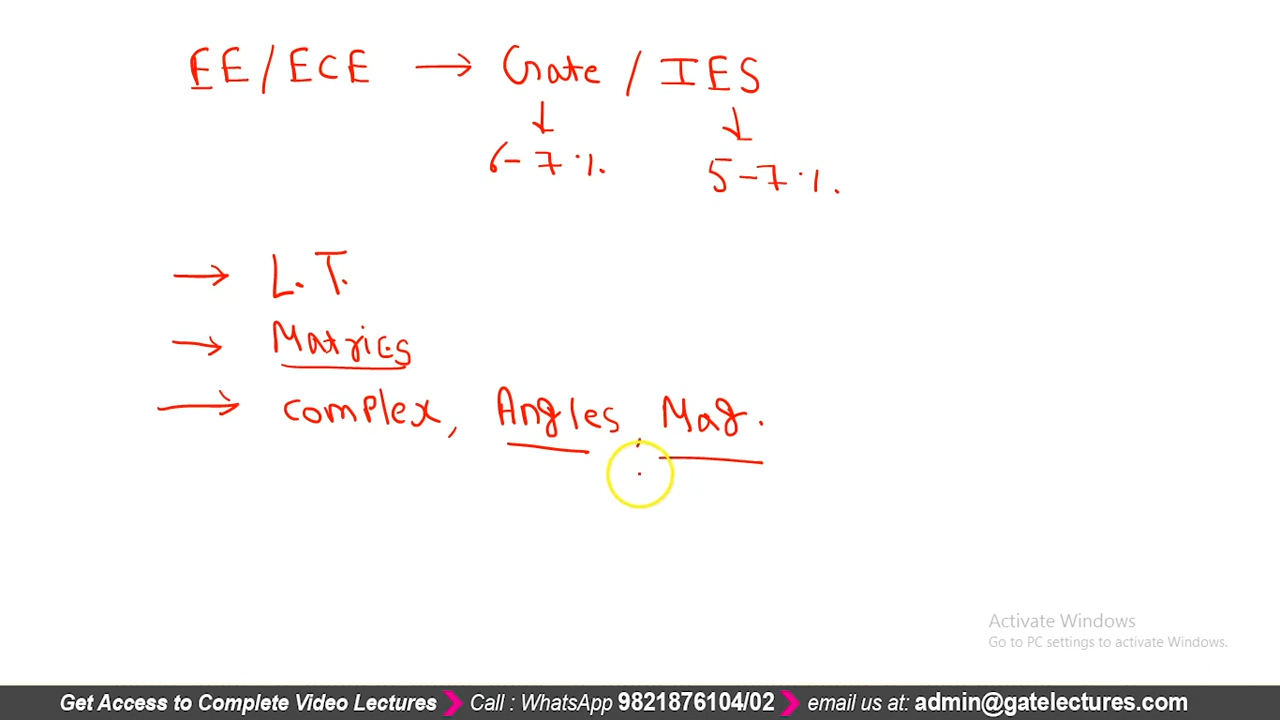 EE/ECE → Gate / IES
↓ ↓
6-7%. 5-7%.
→ L.T.
→ Matrices
→ complex, Angles, Mag.
Activate Windows
Go to PC settings to activate Windows.
Get Access to Complete Video Lectures Call : WhatsApp 9821876104/02 email us at: admin@gatelectures.com